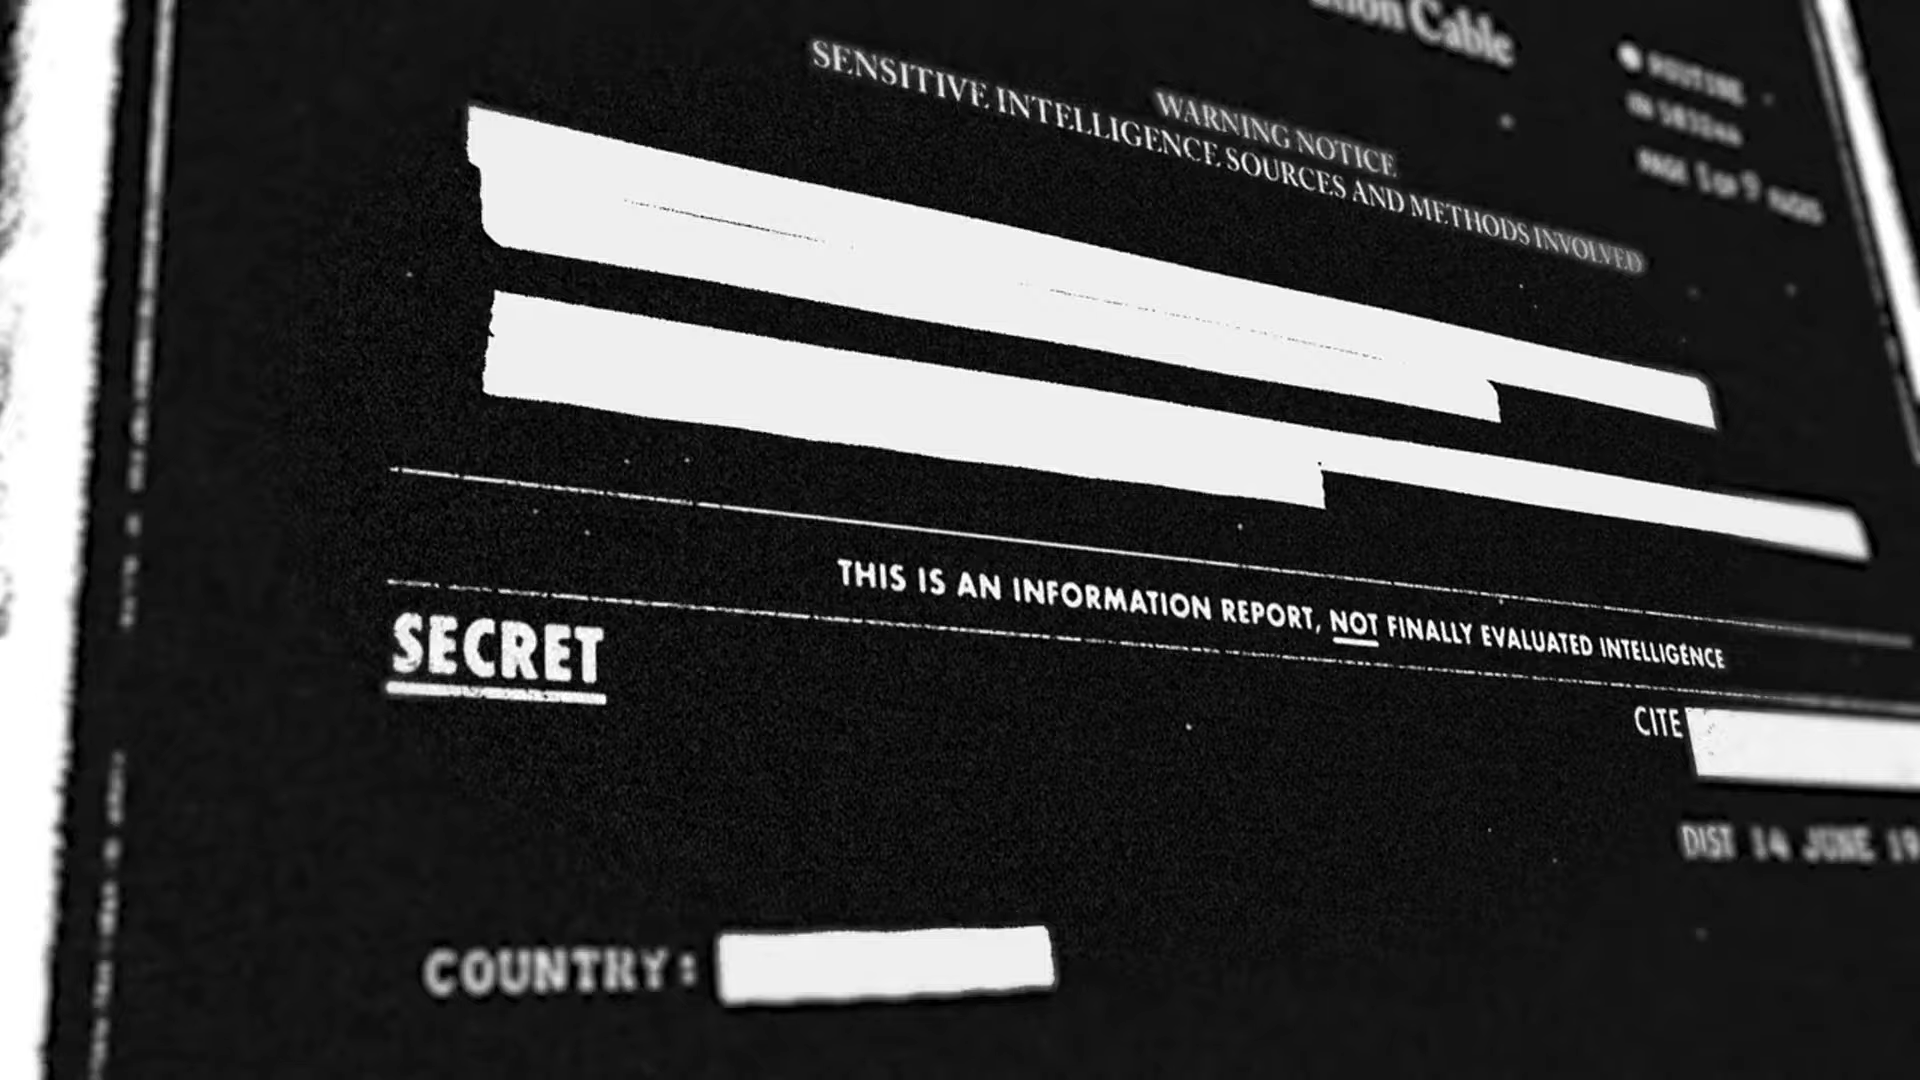 Cable
ROUTINE
WARNING NOTICE
SENSITIVE INTELLIGENCE SOURCES AND METHODS INVOLVED
THIS IS AN INFORMATION REPORT, NOT FINALLY EVALUATED INTELLIGENCE
SECRET
CITE
DIST 14 JUNE 19
COUNTRY: